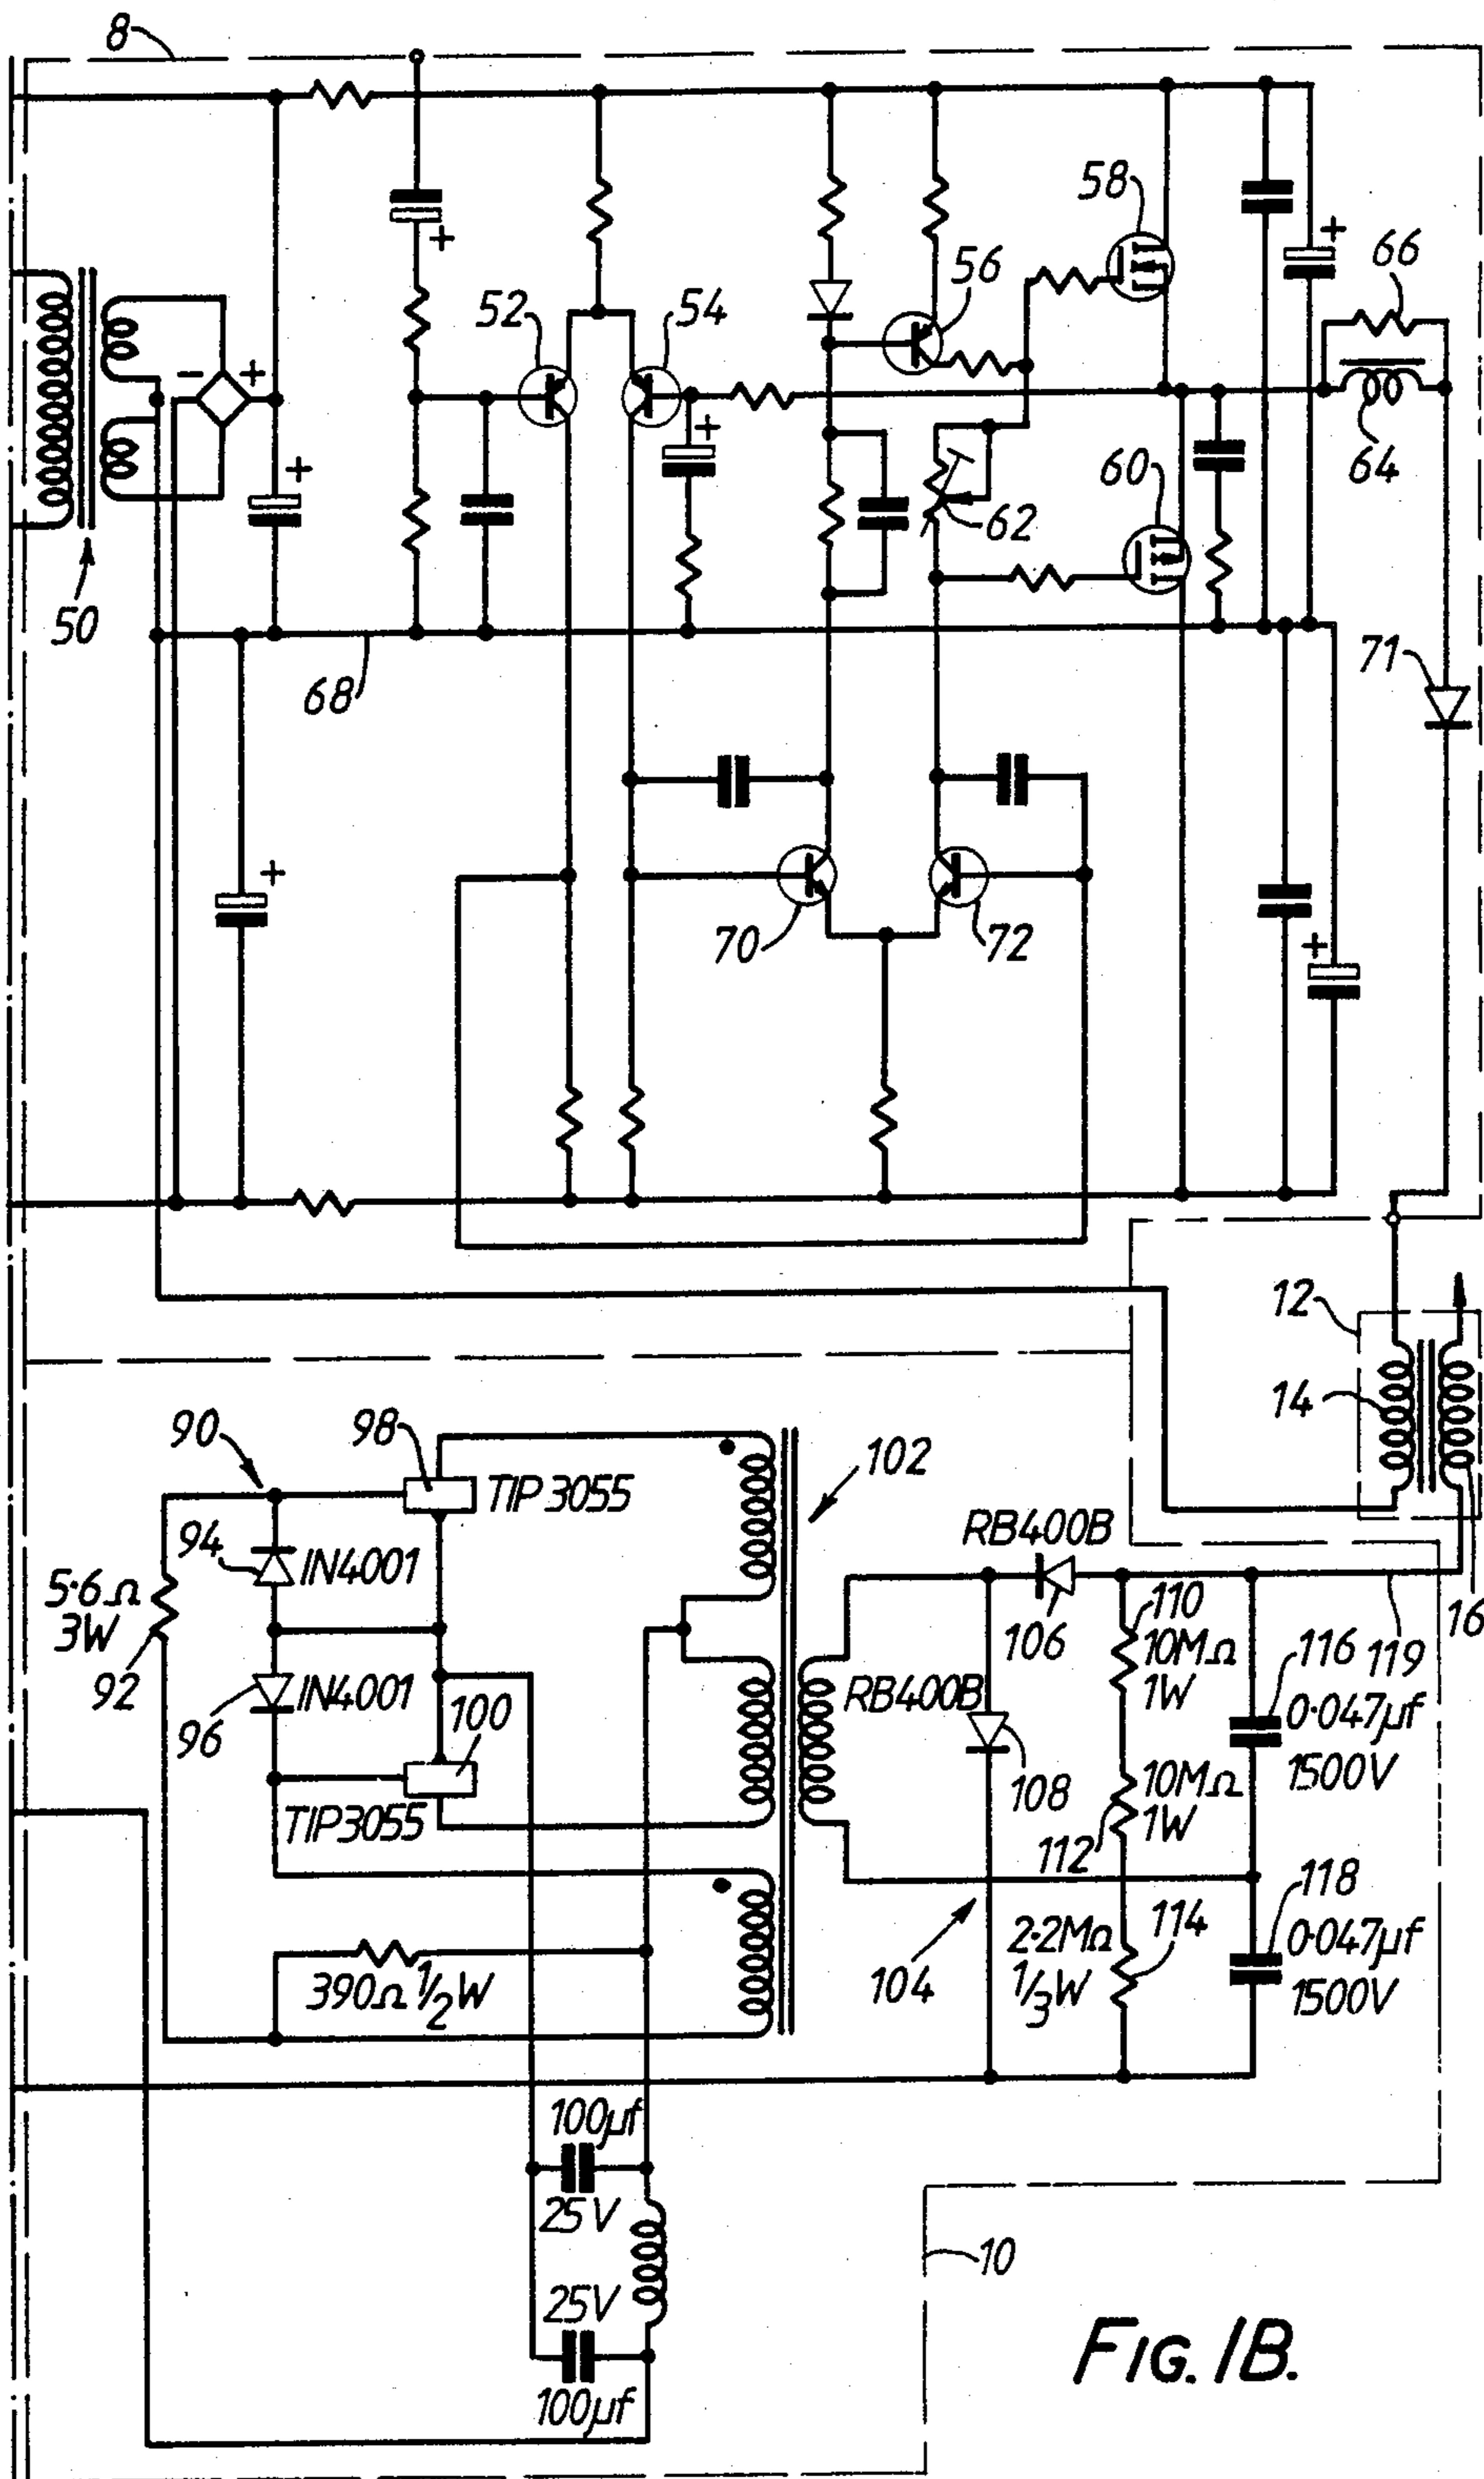 8
58
66
56
52
54
- +
+
+
+
+
60
64
62
50
68
71
+
70
72
+
12
14
90
98
102
TIP 3055
RB400B
94
IN4001
5·6Ω
3W
110
16
106
10MΩ
1W
119
116
92
IN4001
RB400B
0·047µf
1500V
96
100
108
10MΩ
1W
TIP3055
112
118
2·2MΩ
1/3W
114
0·047µf
1500V
104
390Ω 1/2W
100µf
25V
10
25V
100µf
FIG. 1B.